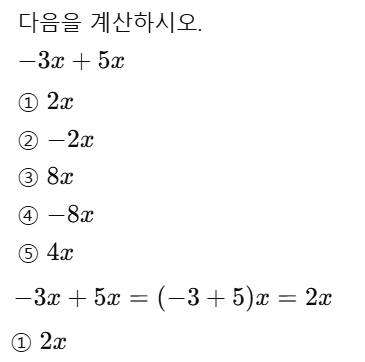 다음을 계산하시오.
−3x + 5x
① 2x
② −2x
③ 8x
④ −8x
⑤ 4x
−3x + 5x = (−3 + 5)x = 2x
① 2x